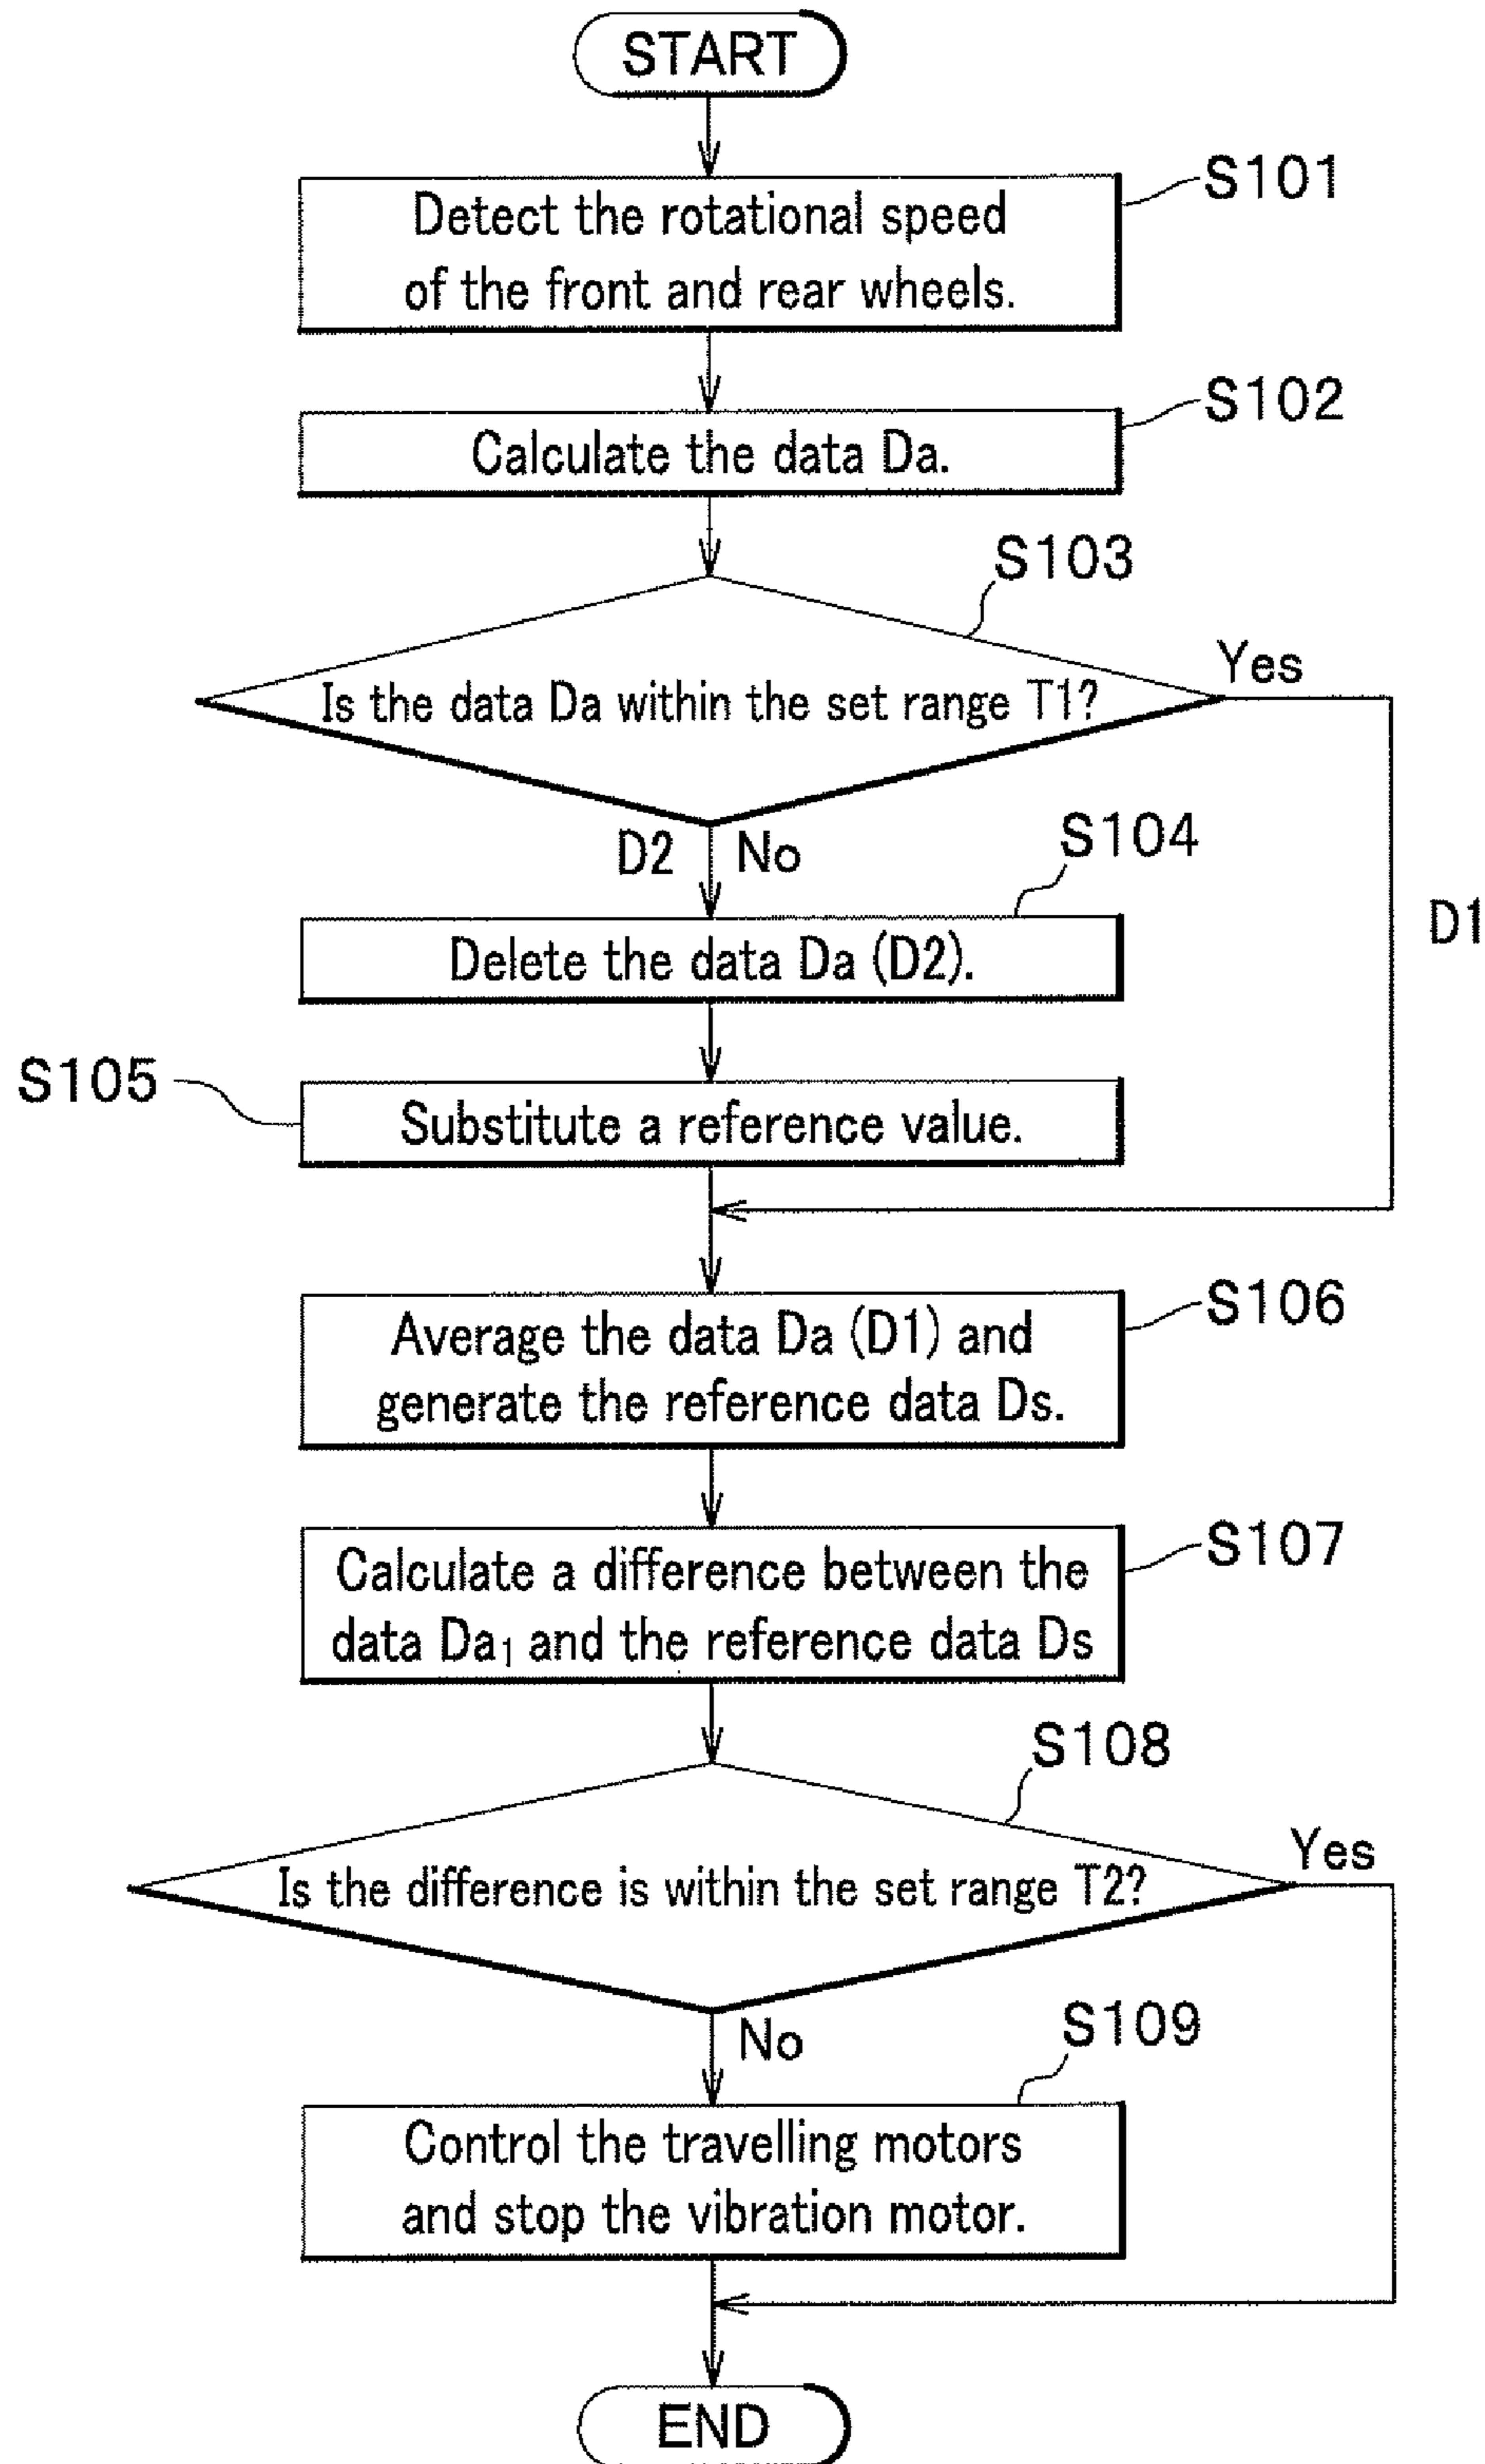 START
S101
Detect the rotational speed
of the front and rear wheels.
S102
Calculate the data Da.
S103
Yes
Is the data Da within the set range T1?
D2 No
S104
D1
Delete the data Da (D2).
S105
Substitute a reference value.
S106
Average the data Da (D1) and
generate the reference data Ds.
S107
Calculate a difference between the
data Da₁ and the reference data Ds
S108
Yes
Is the difference is within the set range T2?
No
S109
Control the travelling motors
and stop the vibration motor.
END